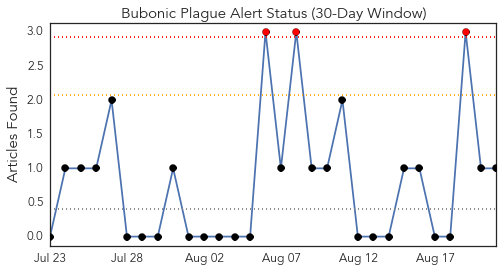 Bubonic Plague Alert Status (30-Day Window)
Articles Found
3.0
2.5
2.0
1.5
1.0
0.5
0.0
Jul 23 Jul 28 Aug 02 Aug 07 Aug 12 Aug 17